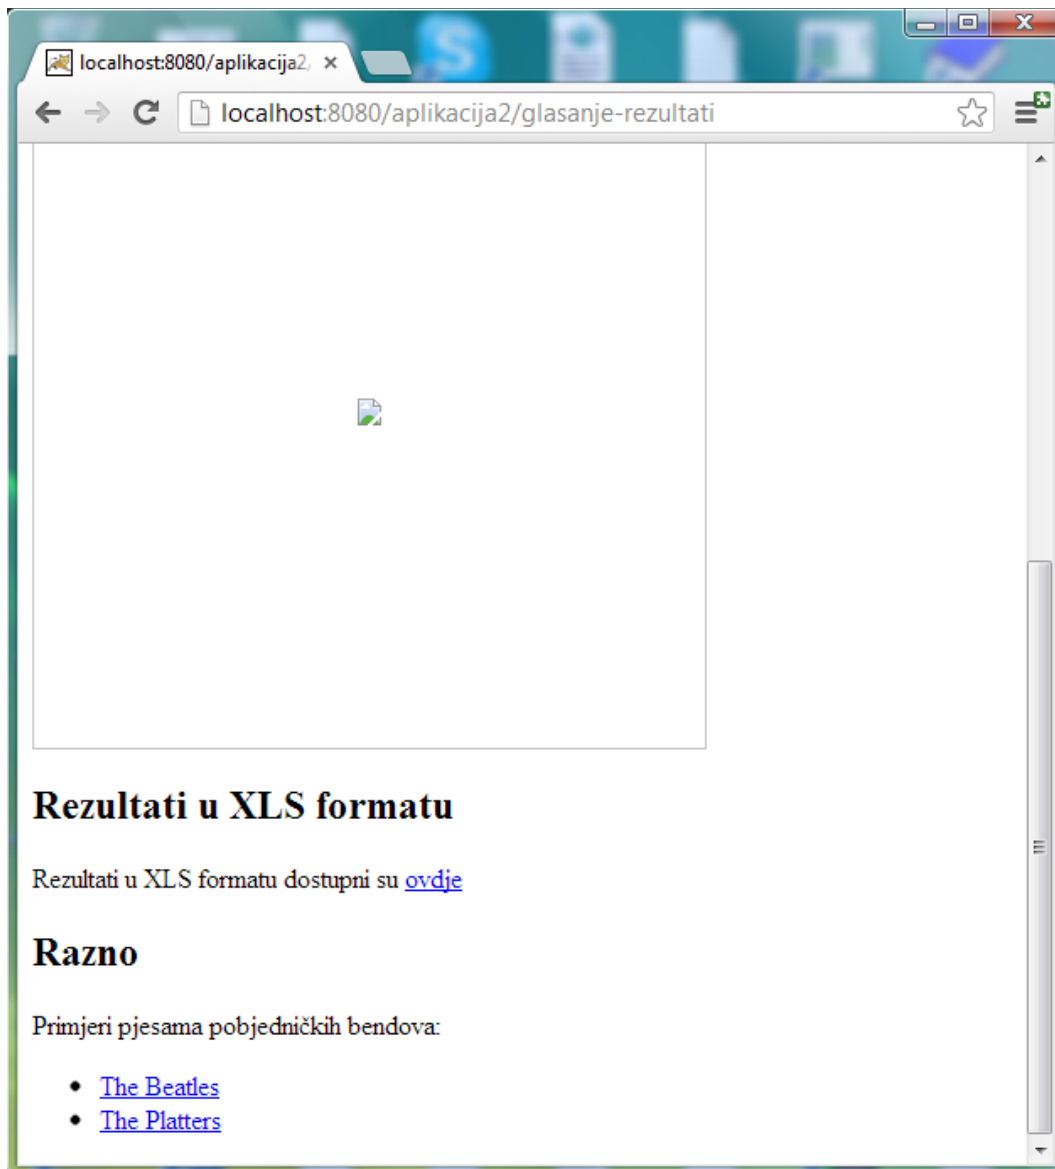 localhost:8080/aplikacija2/
localhost:8080/aplikacija2/glasanje-rezultati
Rezultati u XLS formatu
Rezultati u XLS formatu dostupni su ovdje
Razno
Primjeri pjesama pobjedničkih bendova:
The Beatles
The Platters